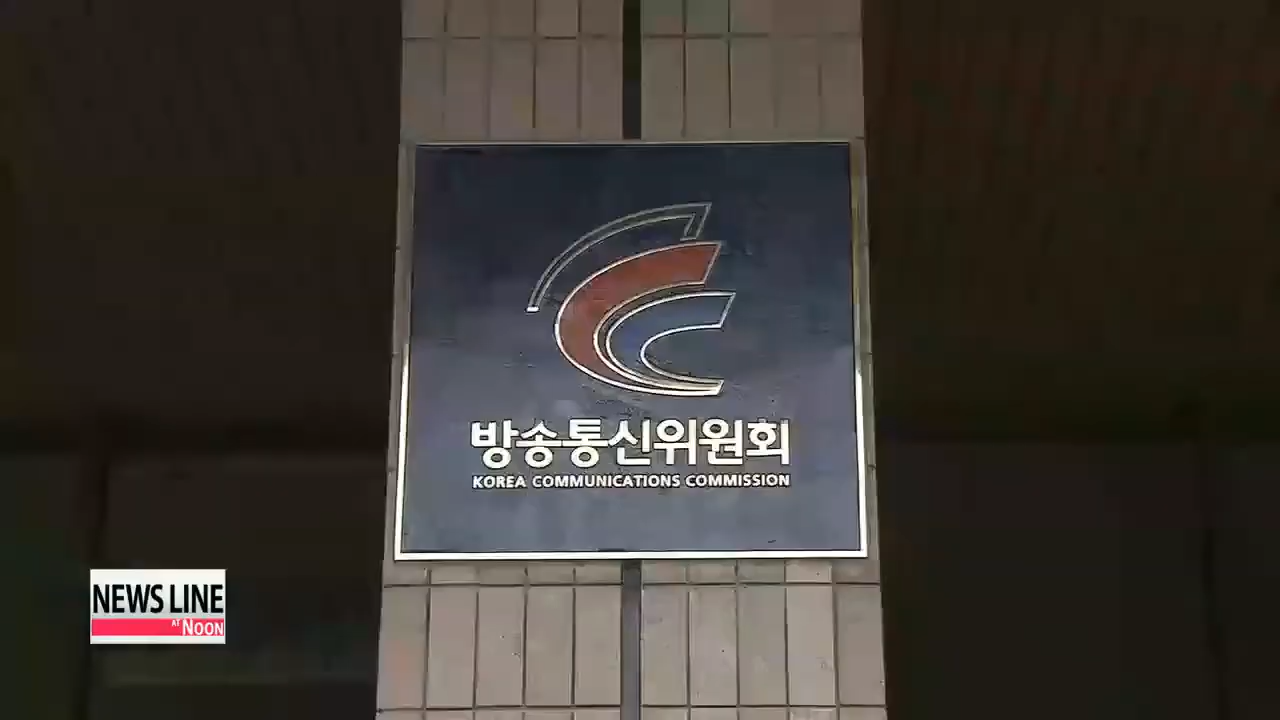 방송통신위원회
KOREA COMMUNICATIONS COMMISSION
NEWS LINE
AT NOON